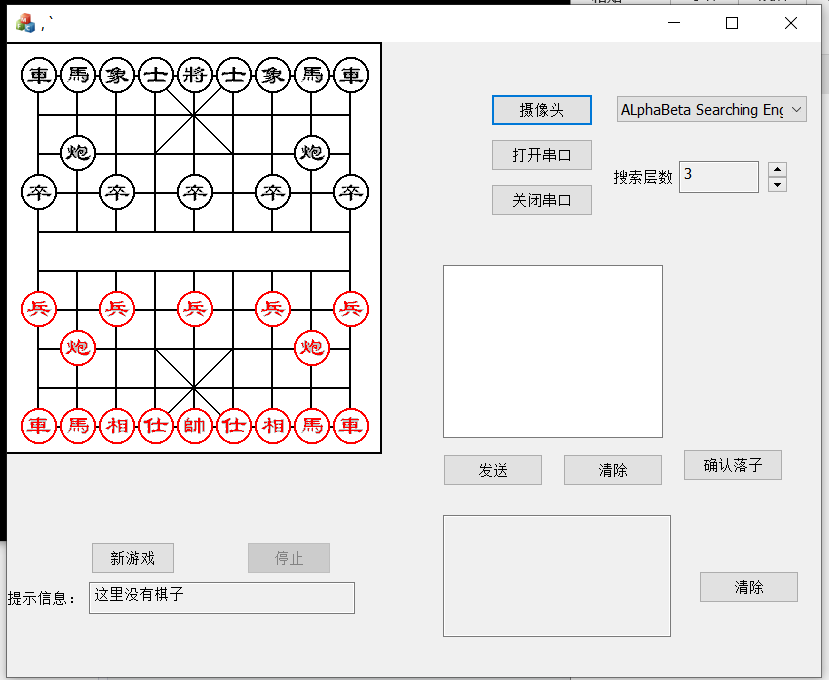 ,`
車馬象士將士象馬車
炮 炮
卒 卒 卒 卒 卒
兵 兵 兵 兵 兵
炮 炮
車馬相仕帥仕相馬車
摄像头
ALphaBeta Searching Eng
打开串口
搜索层数 3
关闭串口
发送
清除
确认落子
新游戏
停止
提示信息：
这里没有棋子
清除